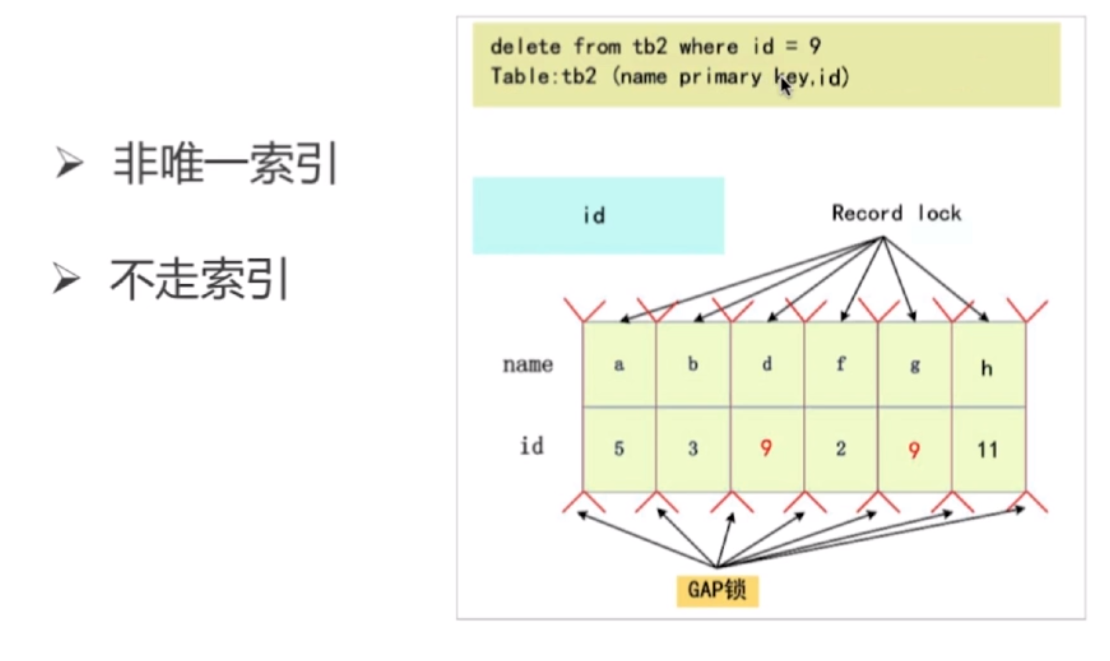 delete from tb2 where id = 9
Table:tb2 (name primary key,id)
➢ 非唯一索引
➢ 不走索引
id
Record lock
name a b d f g h
id 5 3 9 2 9 11
GAP锁